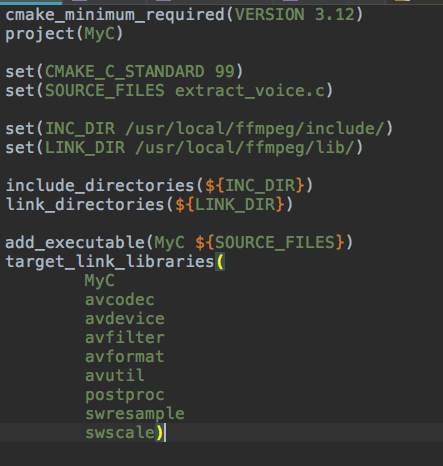 cmake_minimum_required(VERSION 3.12)
project(MyC)

set(CMAKE_C_STANDARD 99)
set(SOURCE_FILES extract_voice.c)

set(INC_DIR /usr/local/ffmpeg/include/)
set(LINK_DIR /usr/local/ffmpeg/lib/)

include_directories(${INC_DIR})
link_directories(${LINK_DIR})

add_executable(MyC ${SOURCE_FILES})
target_link_libraries(
        MyC
        avcodec
        avdevice
        avfilter
        avformat
        avutil
        postproc
        swresample
        swscale)